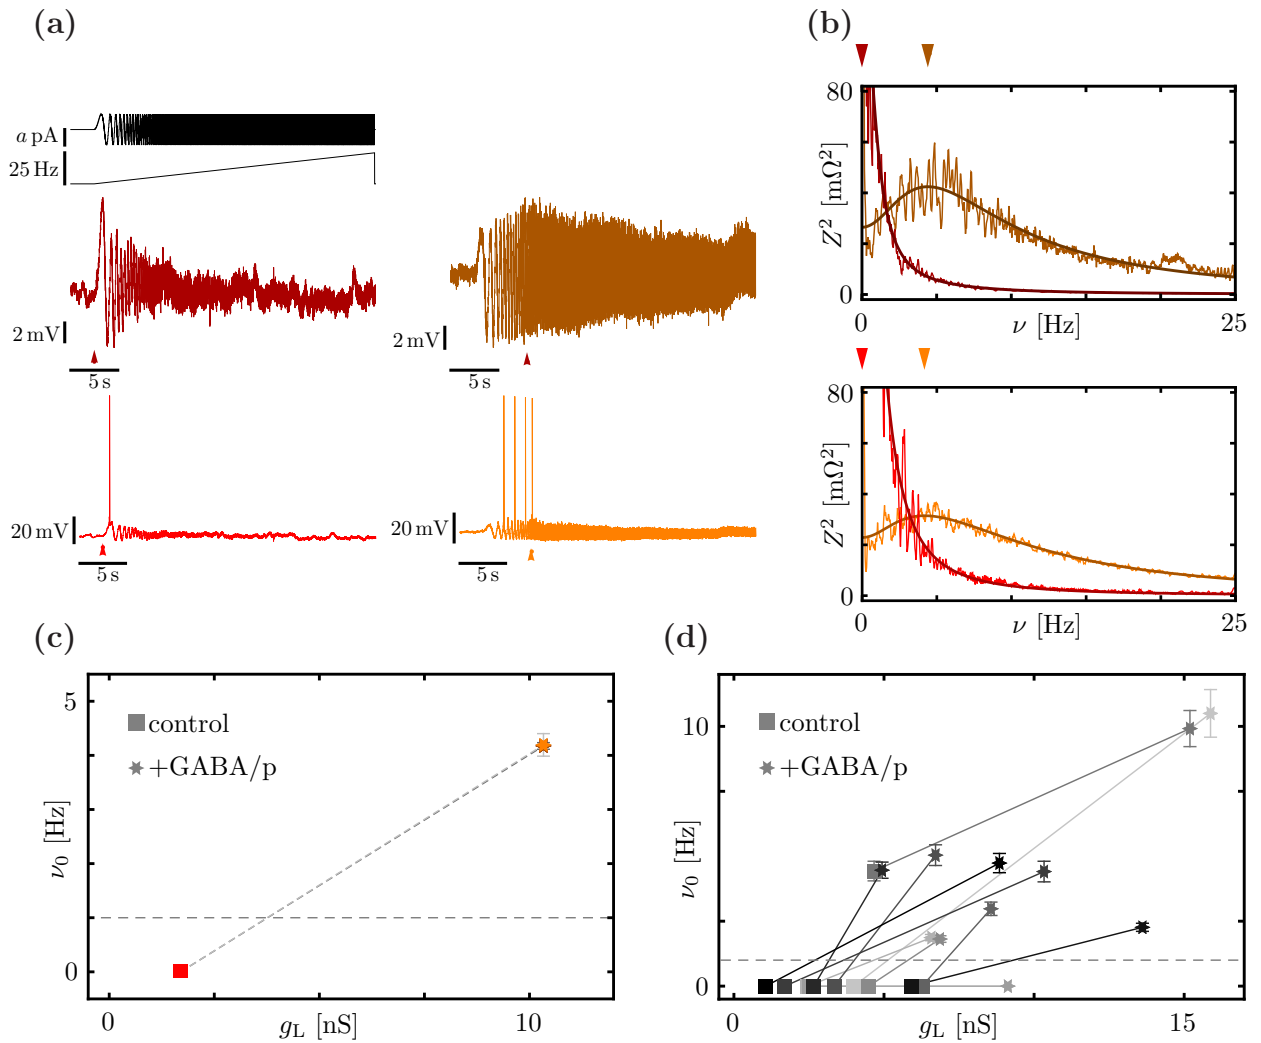 (a)
a pA
25 Hz
2 mV
5 s
2 mV
5 s
20 mV
5 s
20 mV
5 s
(b)
80
Z² [mΩ²]
0
0
ν [Hz]
25
80
Z² [mΩ²]
0
0
ν [Hz]
25
(c)
5
control
+GABA/p
ν₀ [Hz]
0
0
g_L [nS]
10
(d)
10
control
+GABA/p
ν₀ [Hz]
0
0
g_L [nS]
15